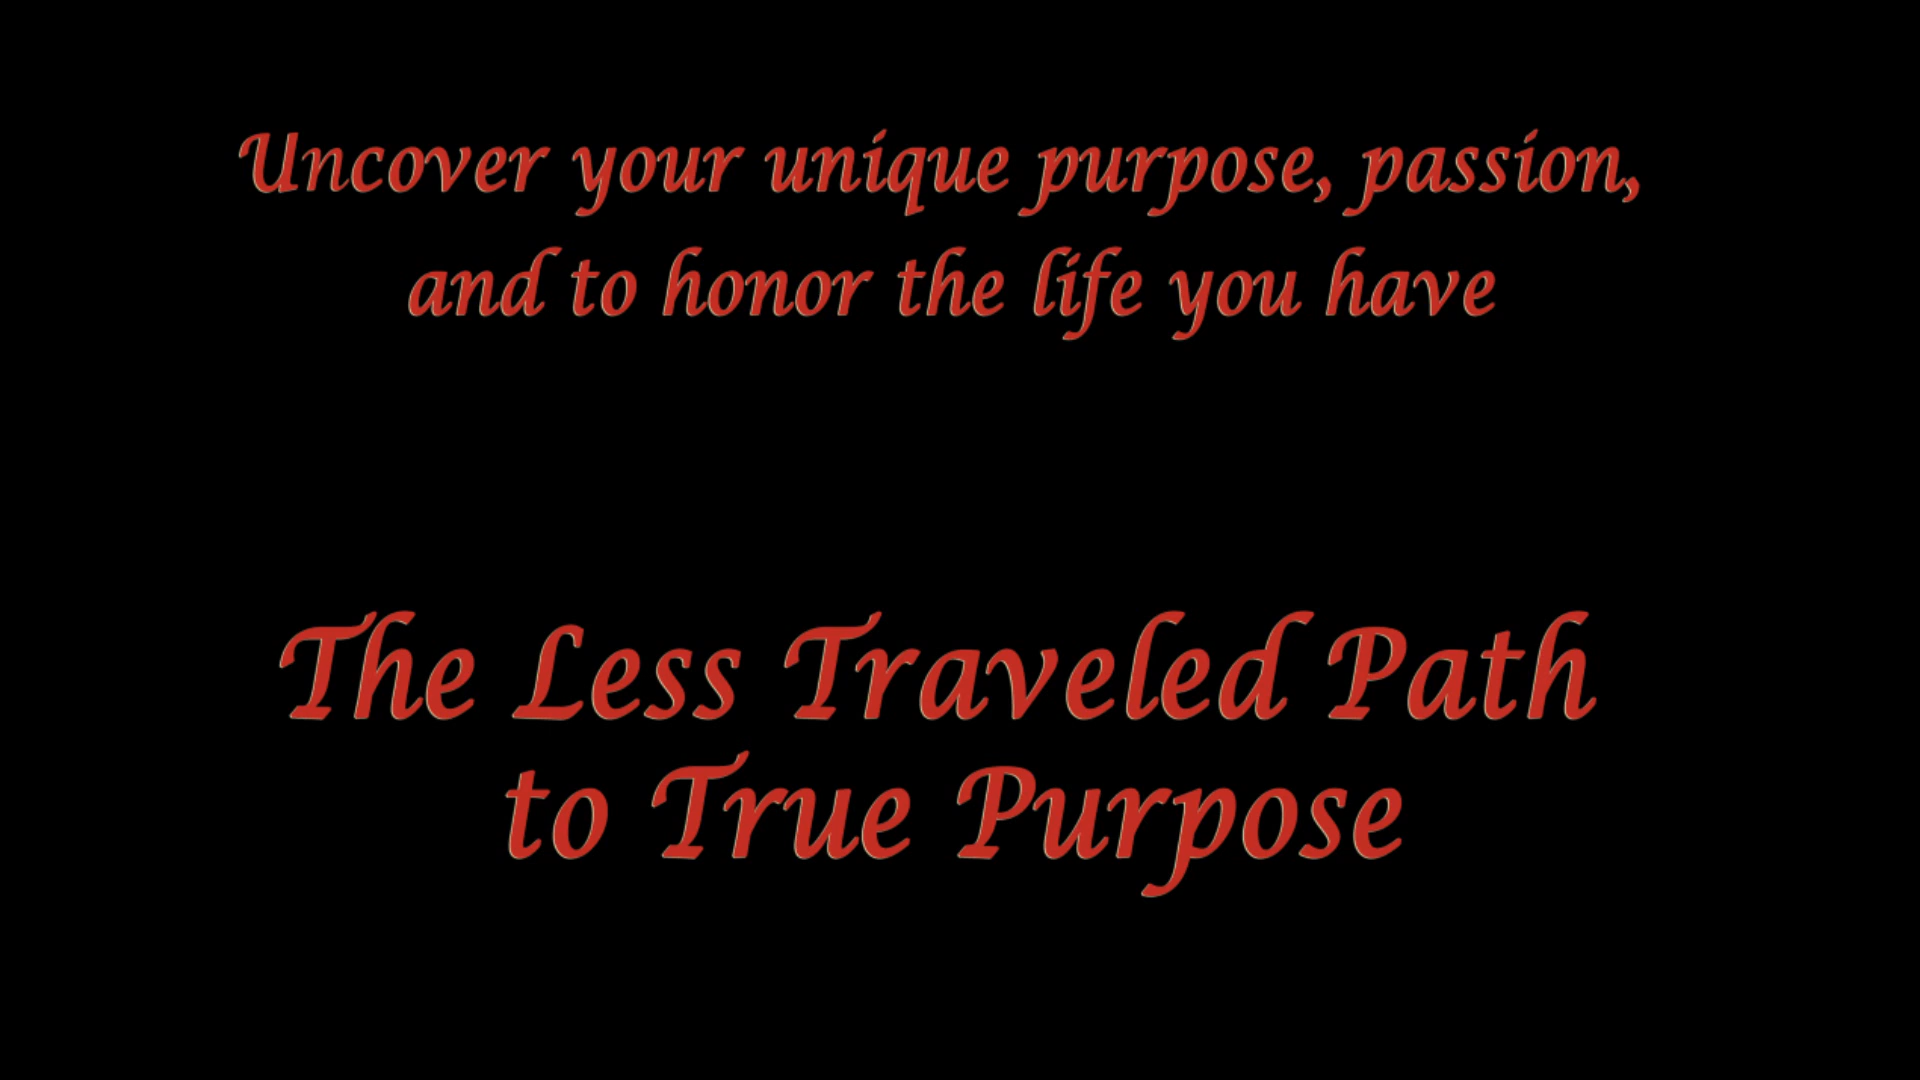 Uncover your unique purpose, passion,
and to honor the life you have
The Less Traveled Path
to True Purpose